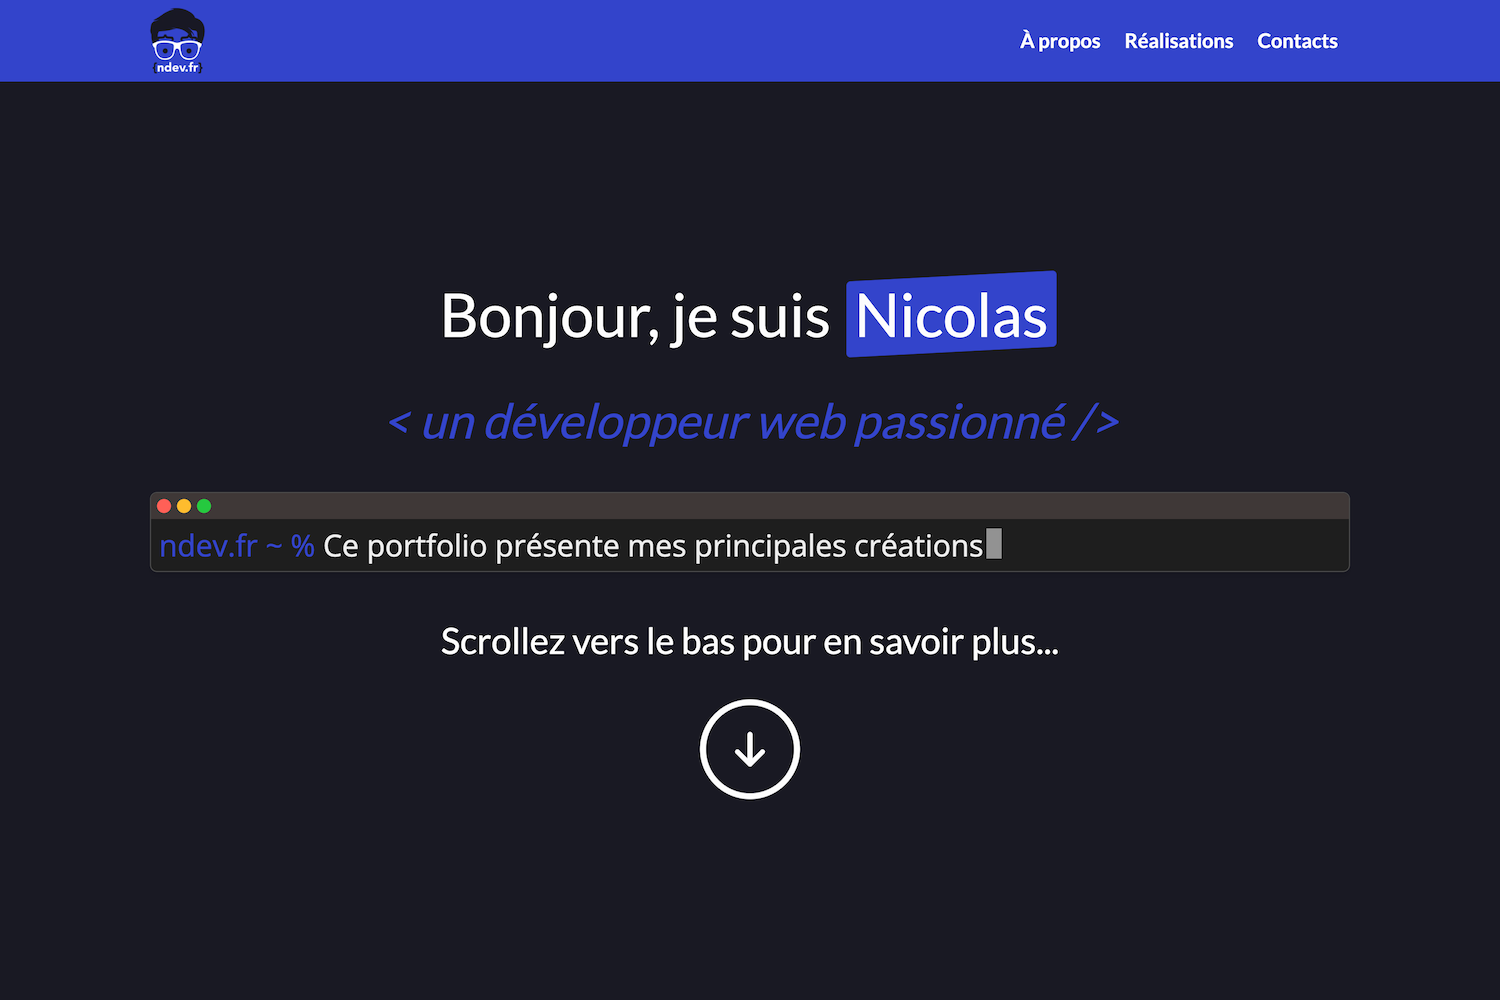 {ndev.fr}
À propos Réalisations Contacts
Bonjour, je suis Nicolas
< un développeur web passionné />
ndev.fr ~ % Ce portfolio présente mes principales créations
Scrollez vers le bas pour en savoir plus...